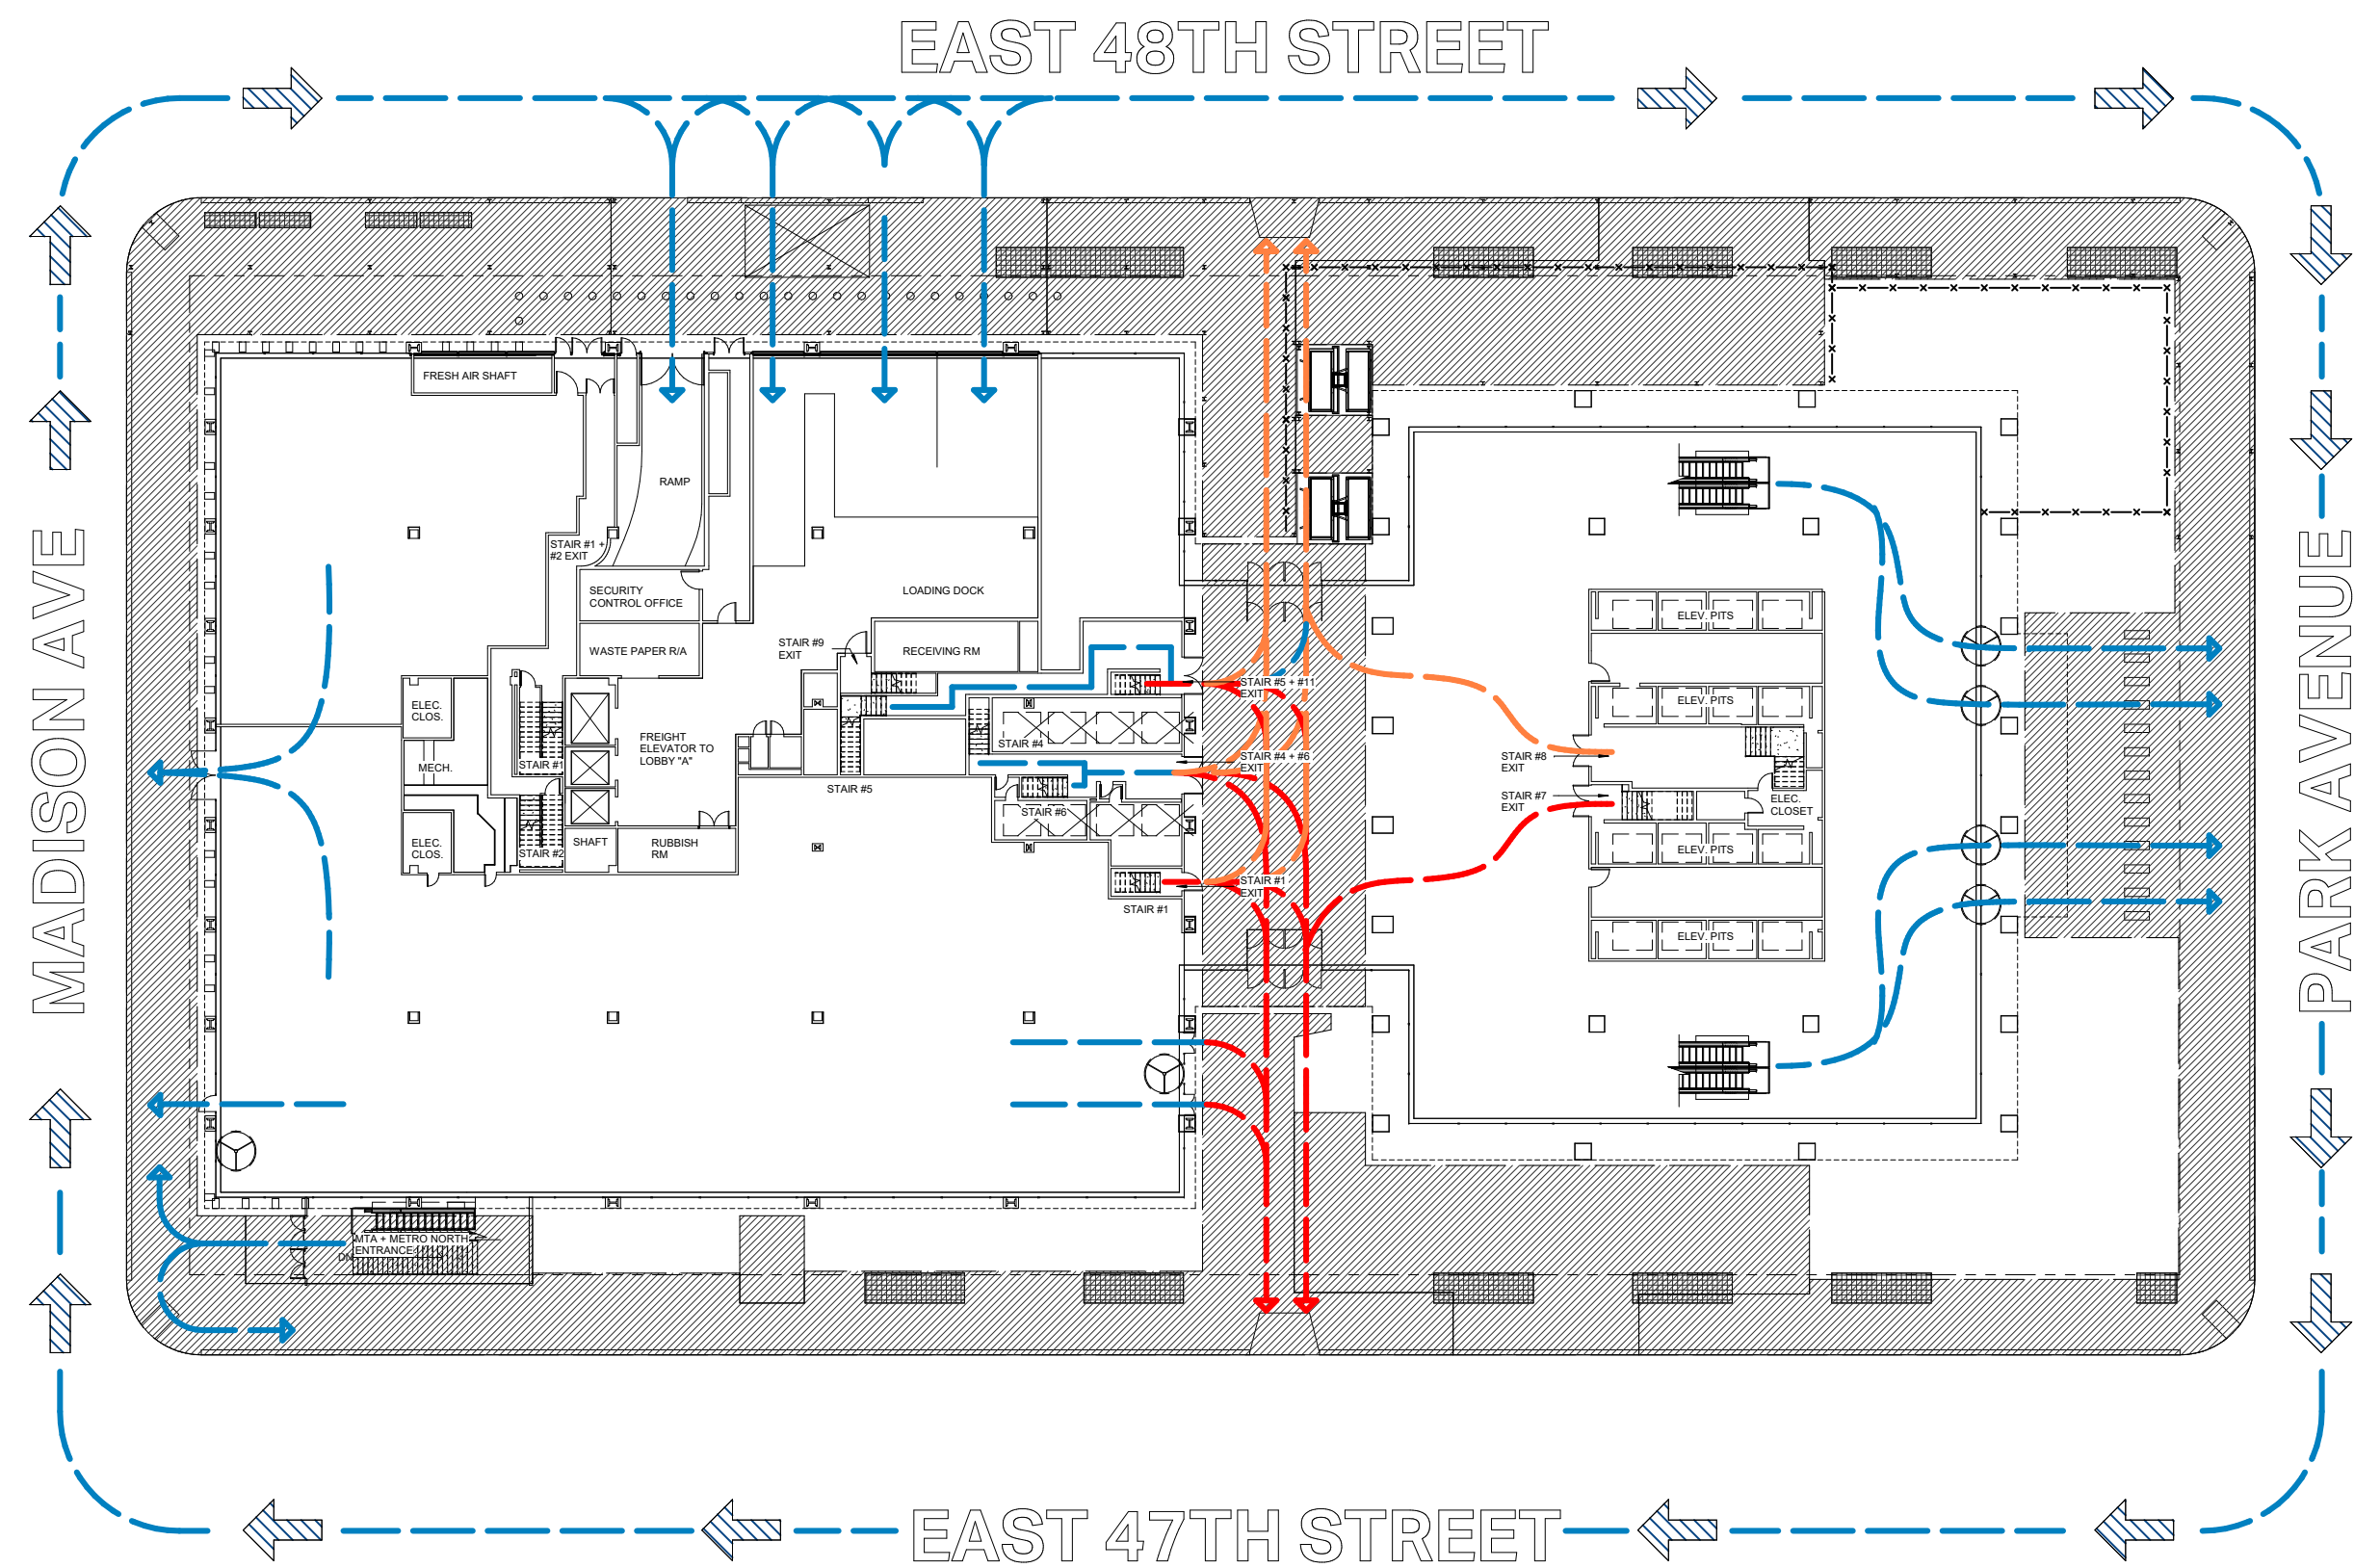 EAST 48TH STREET
MADISON AVE
PARK AVENUE
FRESH AIR SHAFT
RAMP
STAIR #1 +
#2 EXIT
SECURITY
CONTROL OFFICE
LOADING DOCK
WASTE PAPER R/A
STAIR #9
EXIT
RECEIVING RM
ELEV. PITS
STAIR #5 + #11
EXIT
ELEV. PITS
ELEC.
CLOS.
FREIGHT
ELEVATOR TO
LOBBY "A"
STAIR #4
STAIR #4 + #6
EXIT
STAIR #8
EXIT
MECH.
STAIR #1
STAIR #5
STAIR #7
EXIT
ELEC.
CLOSET
STAIR #6
ELEC.
CLOS.
STAIR #2
SHAFT
RUBBISH
RM
ELEV. PITS
STAIR #1
EXIT
STAIR #1
ELEV. PITS
MTA + METRO NORTH
ENTRANCE
DN
EAST 47TH STREET